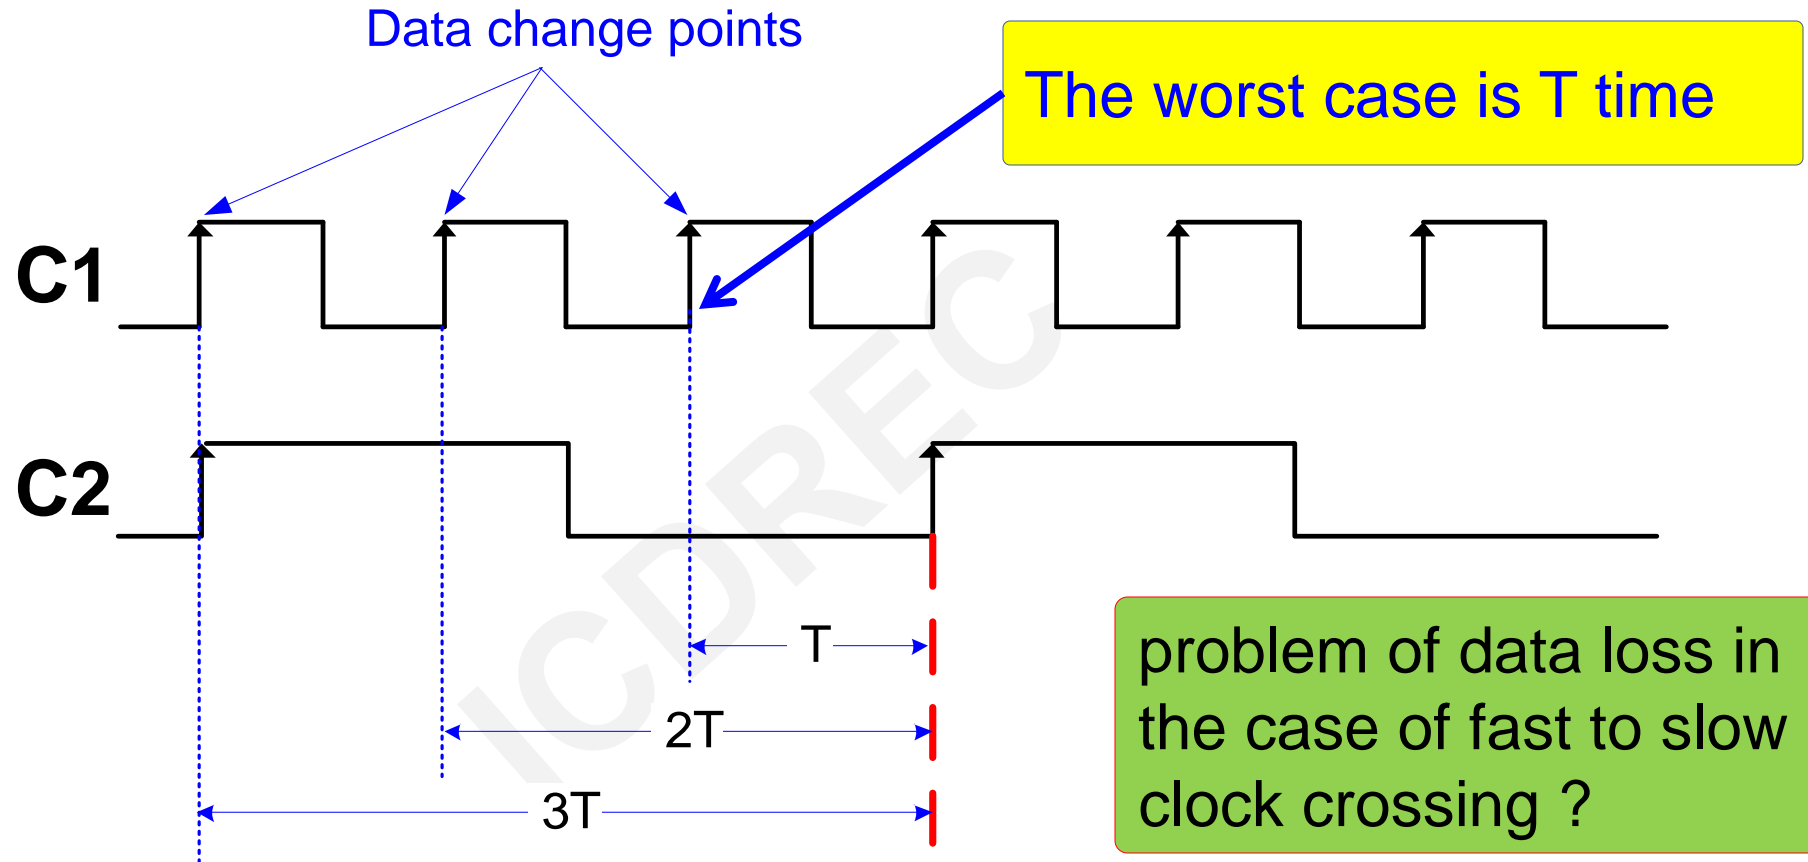 Data change points
The worst case is T time
C1
C2
T
2T
3T
problem of data loss in
the case of fast to slow
clock crossing ?
ICDREC